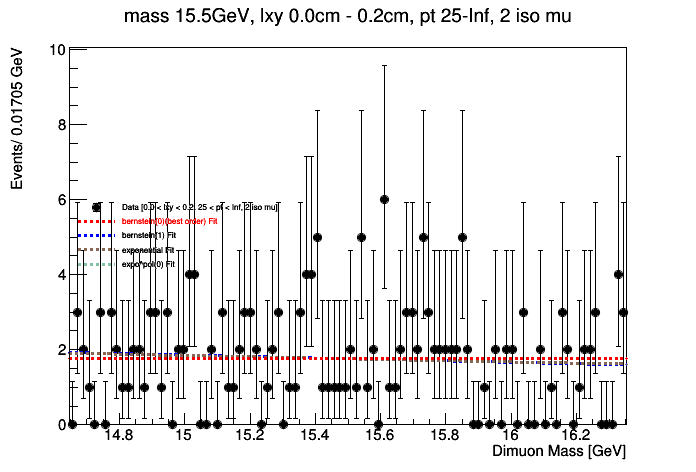 mass 15.5GeV, lxy 0.0cm - 0.2cm, pt 25-Inf, 2 iso mu
Events/ 0.01705 GeV
10
8
6
4
2
0
Data [0.0 < lxy < 0.2, 25 < pt < Inf, 2 iso mu]
bernstein[0](best order) Fit
bernstein(1) Fit
exponential Fit
expo*pol(0) Fit
14.8 15 15.2 15.4 15.6 15.8 16 16.2
Dimuon Mass [GeV]